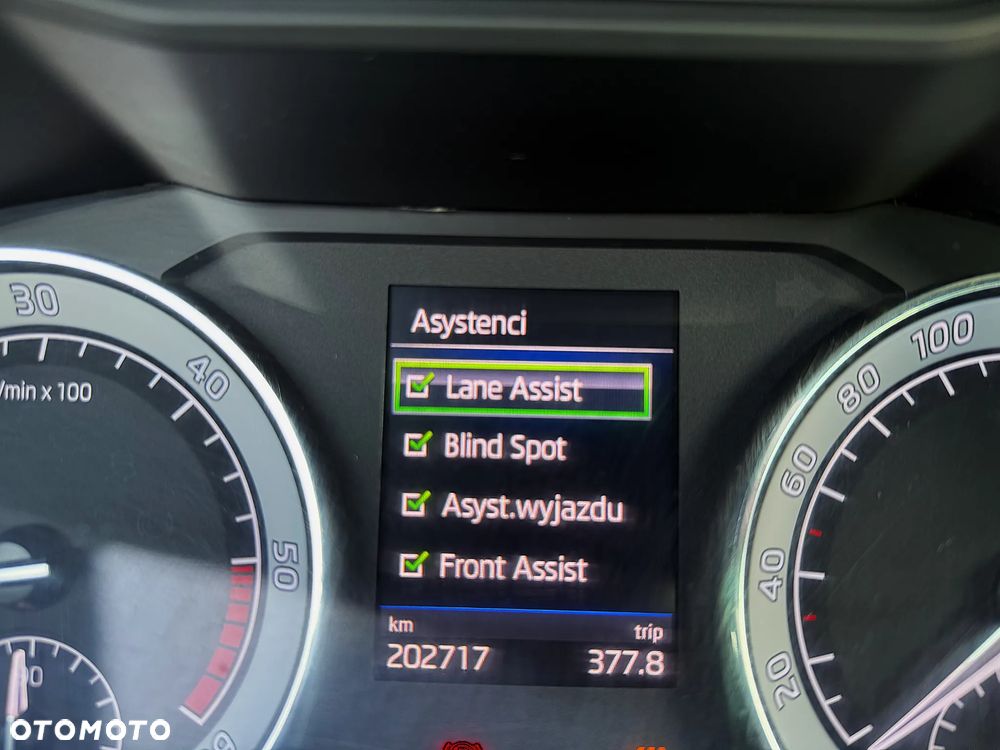 Asystenci
Lane Assist
Blind Spot
Asyst.wyjazdu
Front Assist
km trip
202717 377.8
30
40
50
/min x 100
100
80
60
40
20
OTOMOTO